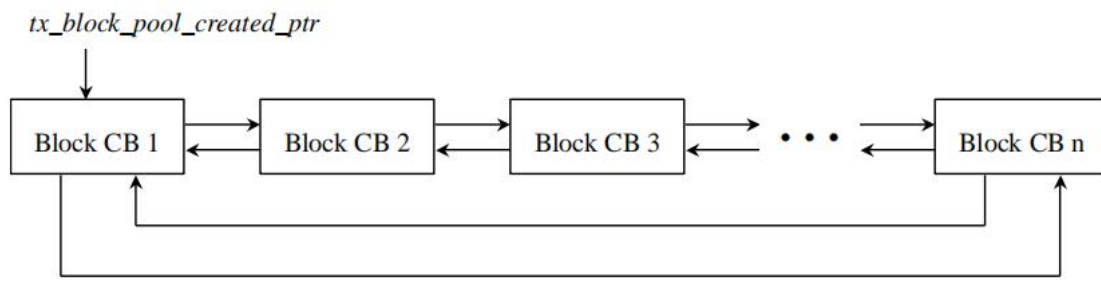 tx_block_pool_created_ptr
Block CB 1
Block CB 2
Block CB 3
• • •
Block CB n